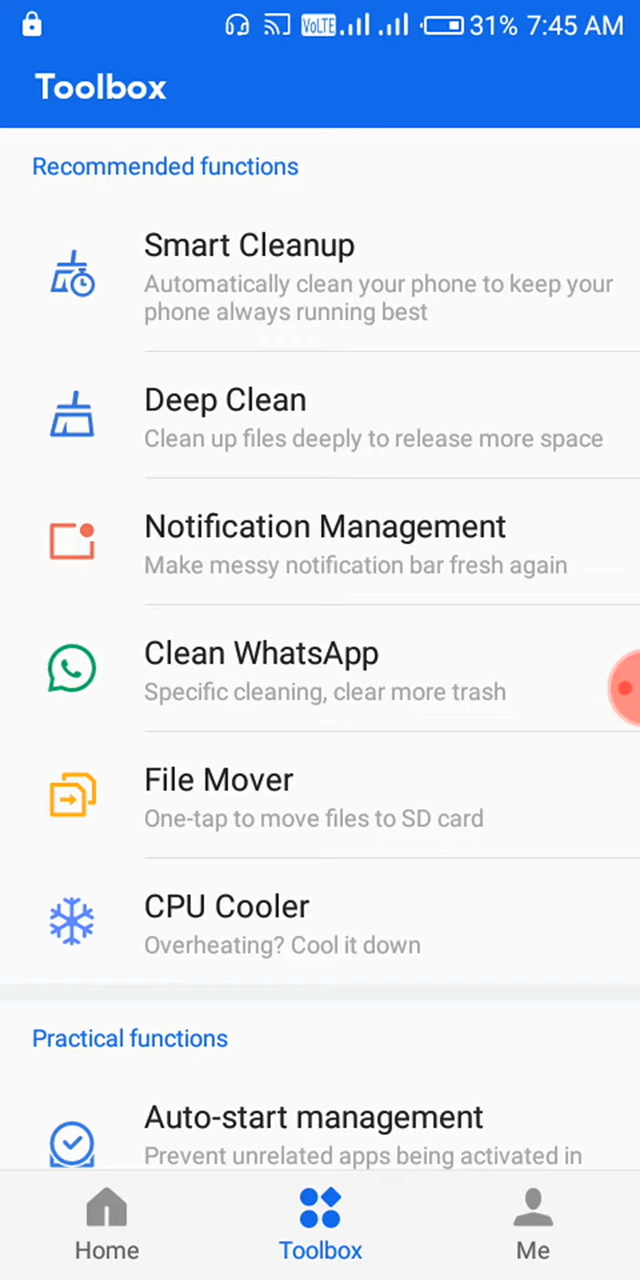 VoLTE 31% 7:45 AM
Toolbox
Recommended functions
Smart Cleanup
Automatically clean your phone to keep your
phone always running best
Deep Clean
Clean up files deeply to release more space
Notification Management
Make messy notification bar fresh again
Clean WhatsApp
Specific cleaning, clear more trash
File Mover
One-tap to move files to SD card
CPU Cooler
Overheating? Cool it down
Practical functions
Auto-start management
Prevent unrelated apps being activated in
Home Toolbox Me